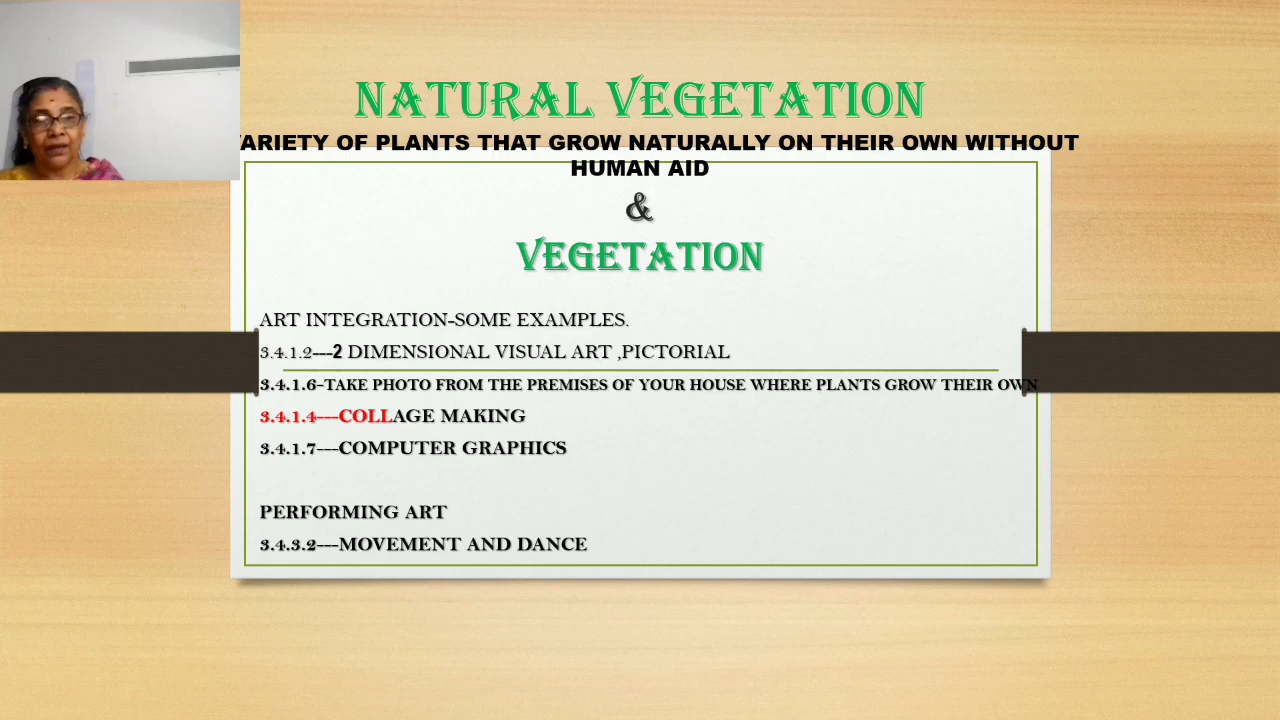 NATURAL VEGETATION
VARIETY OF PLANTS THAT GROW NATURALLY ON THEIR OWN WITHOUT
HUMAN AID
&
VEGETATION
ART INTEGRATION-SOME EXAMPLES.
3.4.1.2---2 DIMENSIONAL VISUAL ART ,PICTORIAL
3.4.1.6-TAKE PHOTO FROM THE PREMISES OF YOUR HOUSE WHERE PLANTS GROW THEIR OWN
3.4.1.4---COLLAGE MAKING
3.4.1.7---COMPUTER GRAPHICS
PERFORMING ART
3.4.3.2---MOVEMENT AND DANCE